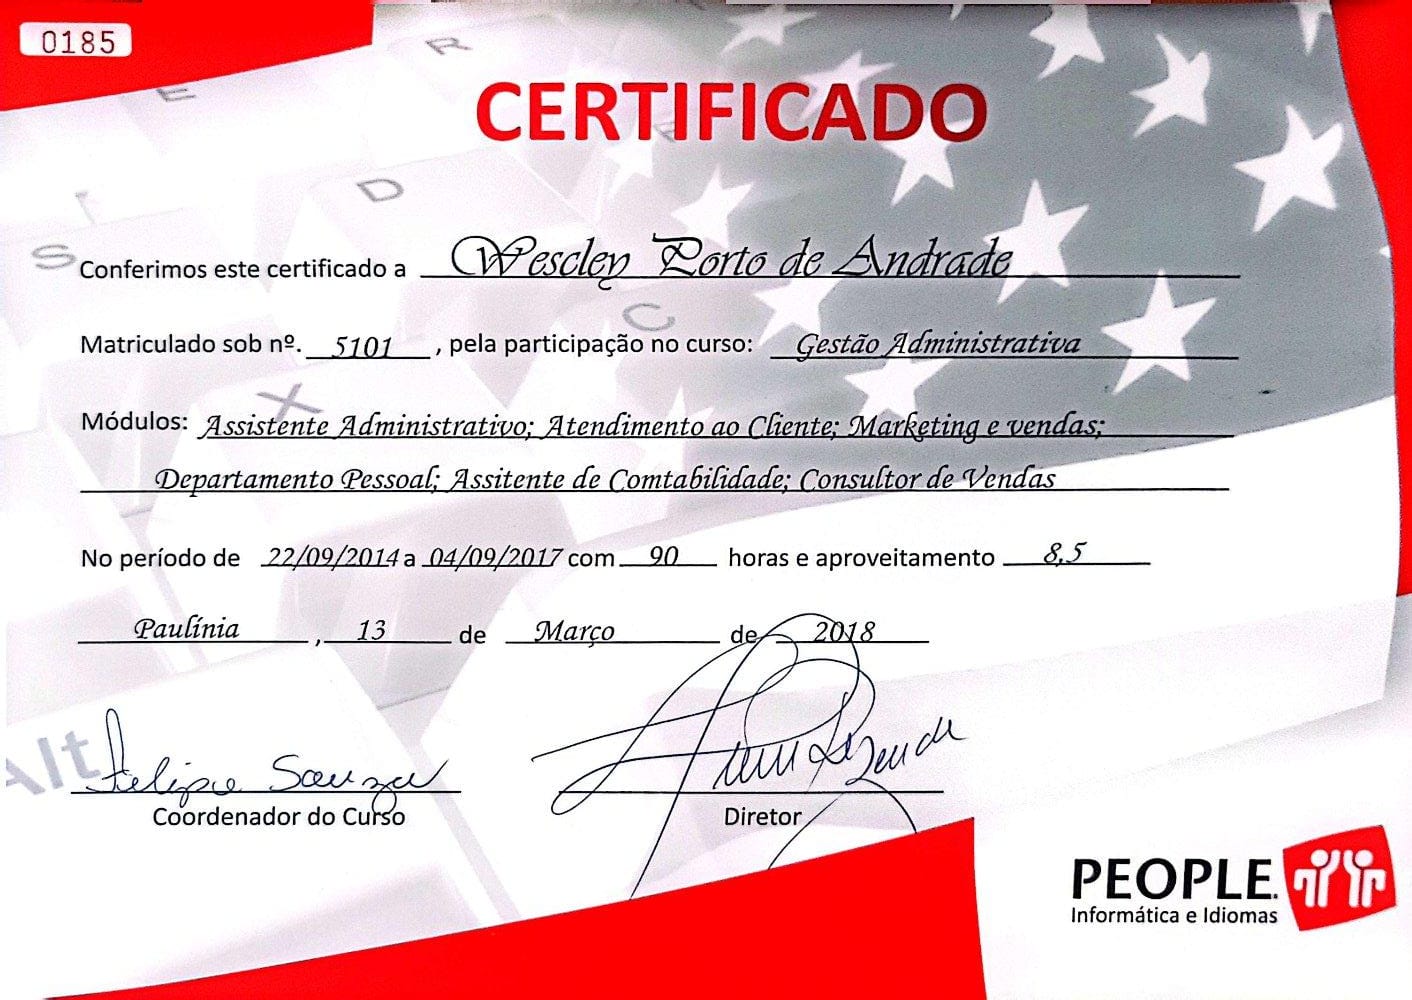 0185
E R
CERTIFICADO
D
S
Conferimos este certificado a Wescley Porto de Andrade
C
Matriculado sob nº. 5101 , pela participação no curso: Gestão Administrativa
X
Módulos: Assistente Administrativo; Atendimento ao Cliente; Marketing e vendas;
Departamento Pessoal; Assitente de Comtabilidade; Consultor de Vendas
No período de 22/09/2014 a 04/09/2017 com 90 horas e aproveitamento 8,5
Paulínia , 13 de Março de 2018
Alt
Felipe Souza
Coordenador do Curso Diretor
PEOPLE
Informática e Idiomas